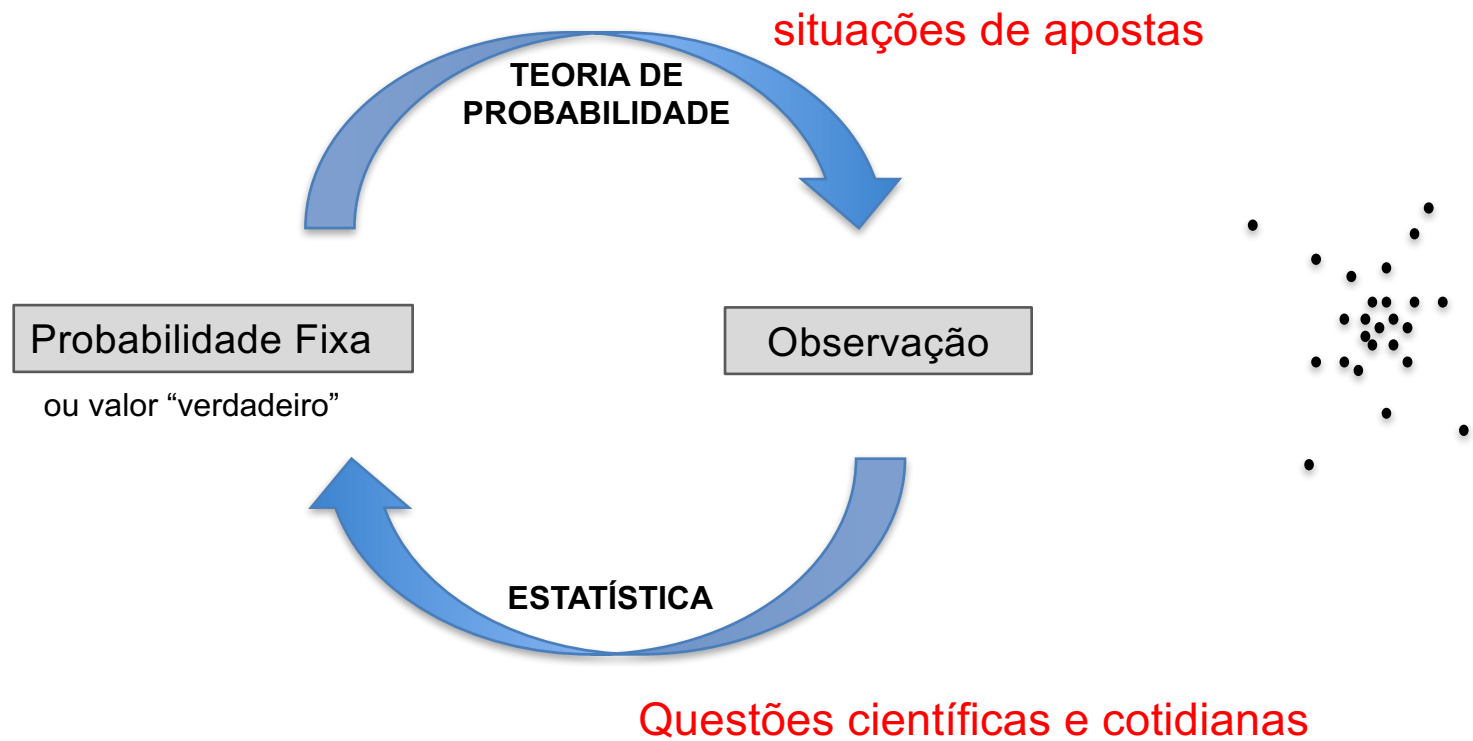 situações de apostas
TEORIA DE
PROBABILIDADE
Probabilidade Fixa
ou valor “verdadeiro”
Observação
ESTATÍSTICA
Questões científicas e cotidianas